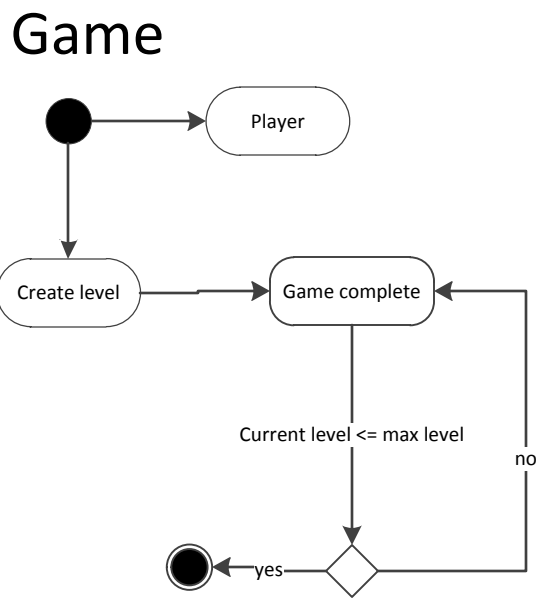 Game
Player
Create level
Game complete
Current level <= max level
no
yes